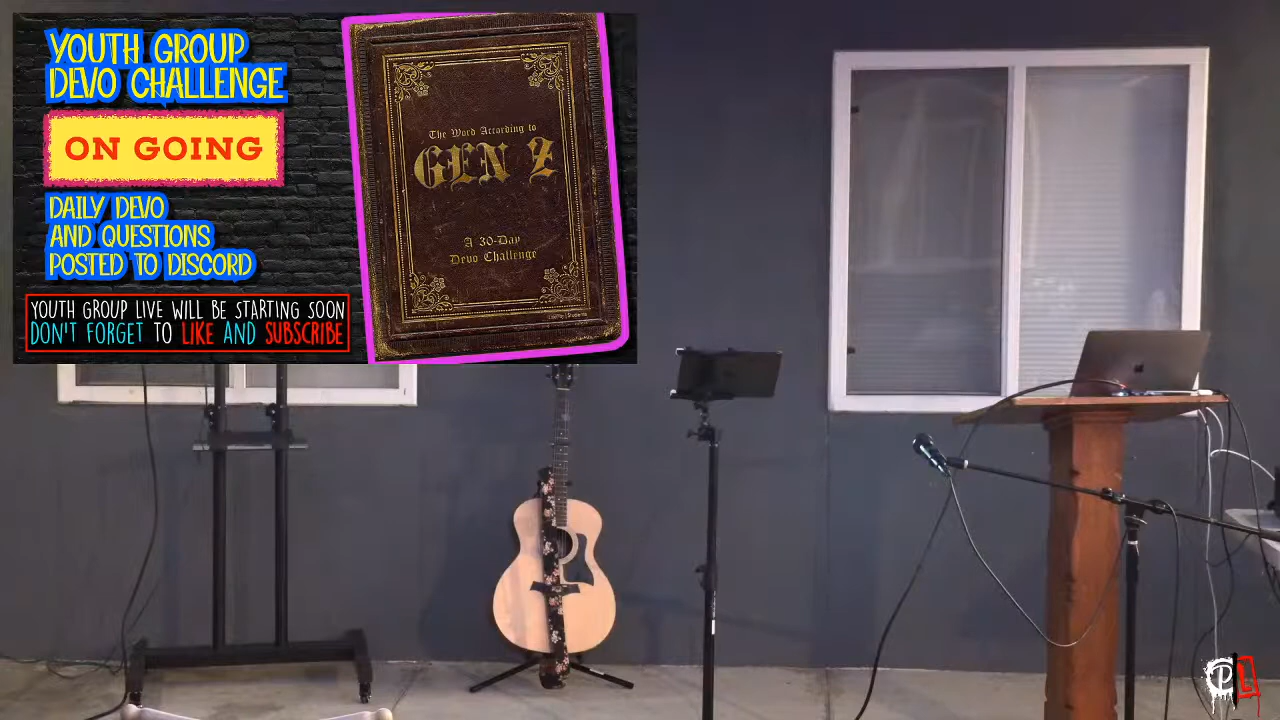 YOUTH GROUP
DEVO CHALLENGE
ON GOING
DAILY DEVO
AND QUESTIONS
POSTED TO DISCORD
YOUTH GROUP LIVE WILL BE STARTING SOON
DON'T FORGET TO LIKE AND SUBSCRIBE
The Word According to
GEN Z
A 30-Day
Devo Challenge